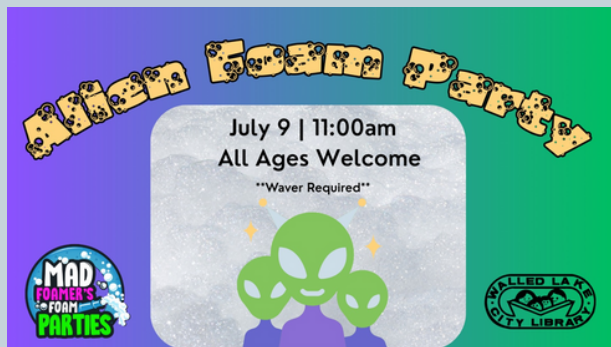 Alien Foam Party
July 9 | 11:00am
All Ages Welcome
**Waver Required**
MAD
FOAMER'S
FOAM
PARTIES
WALLED LAKE
CITY LIBRARY